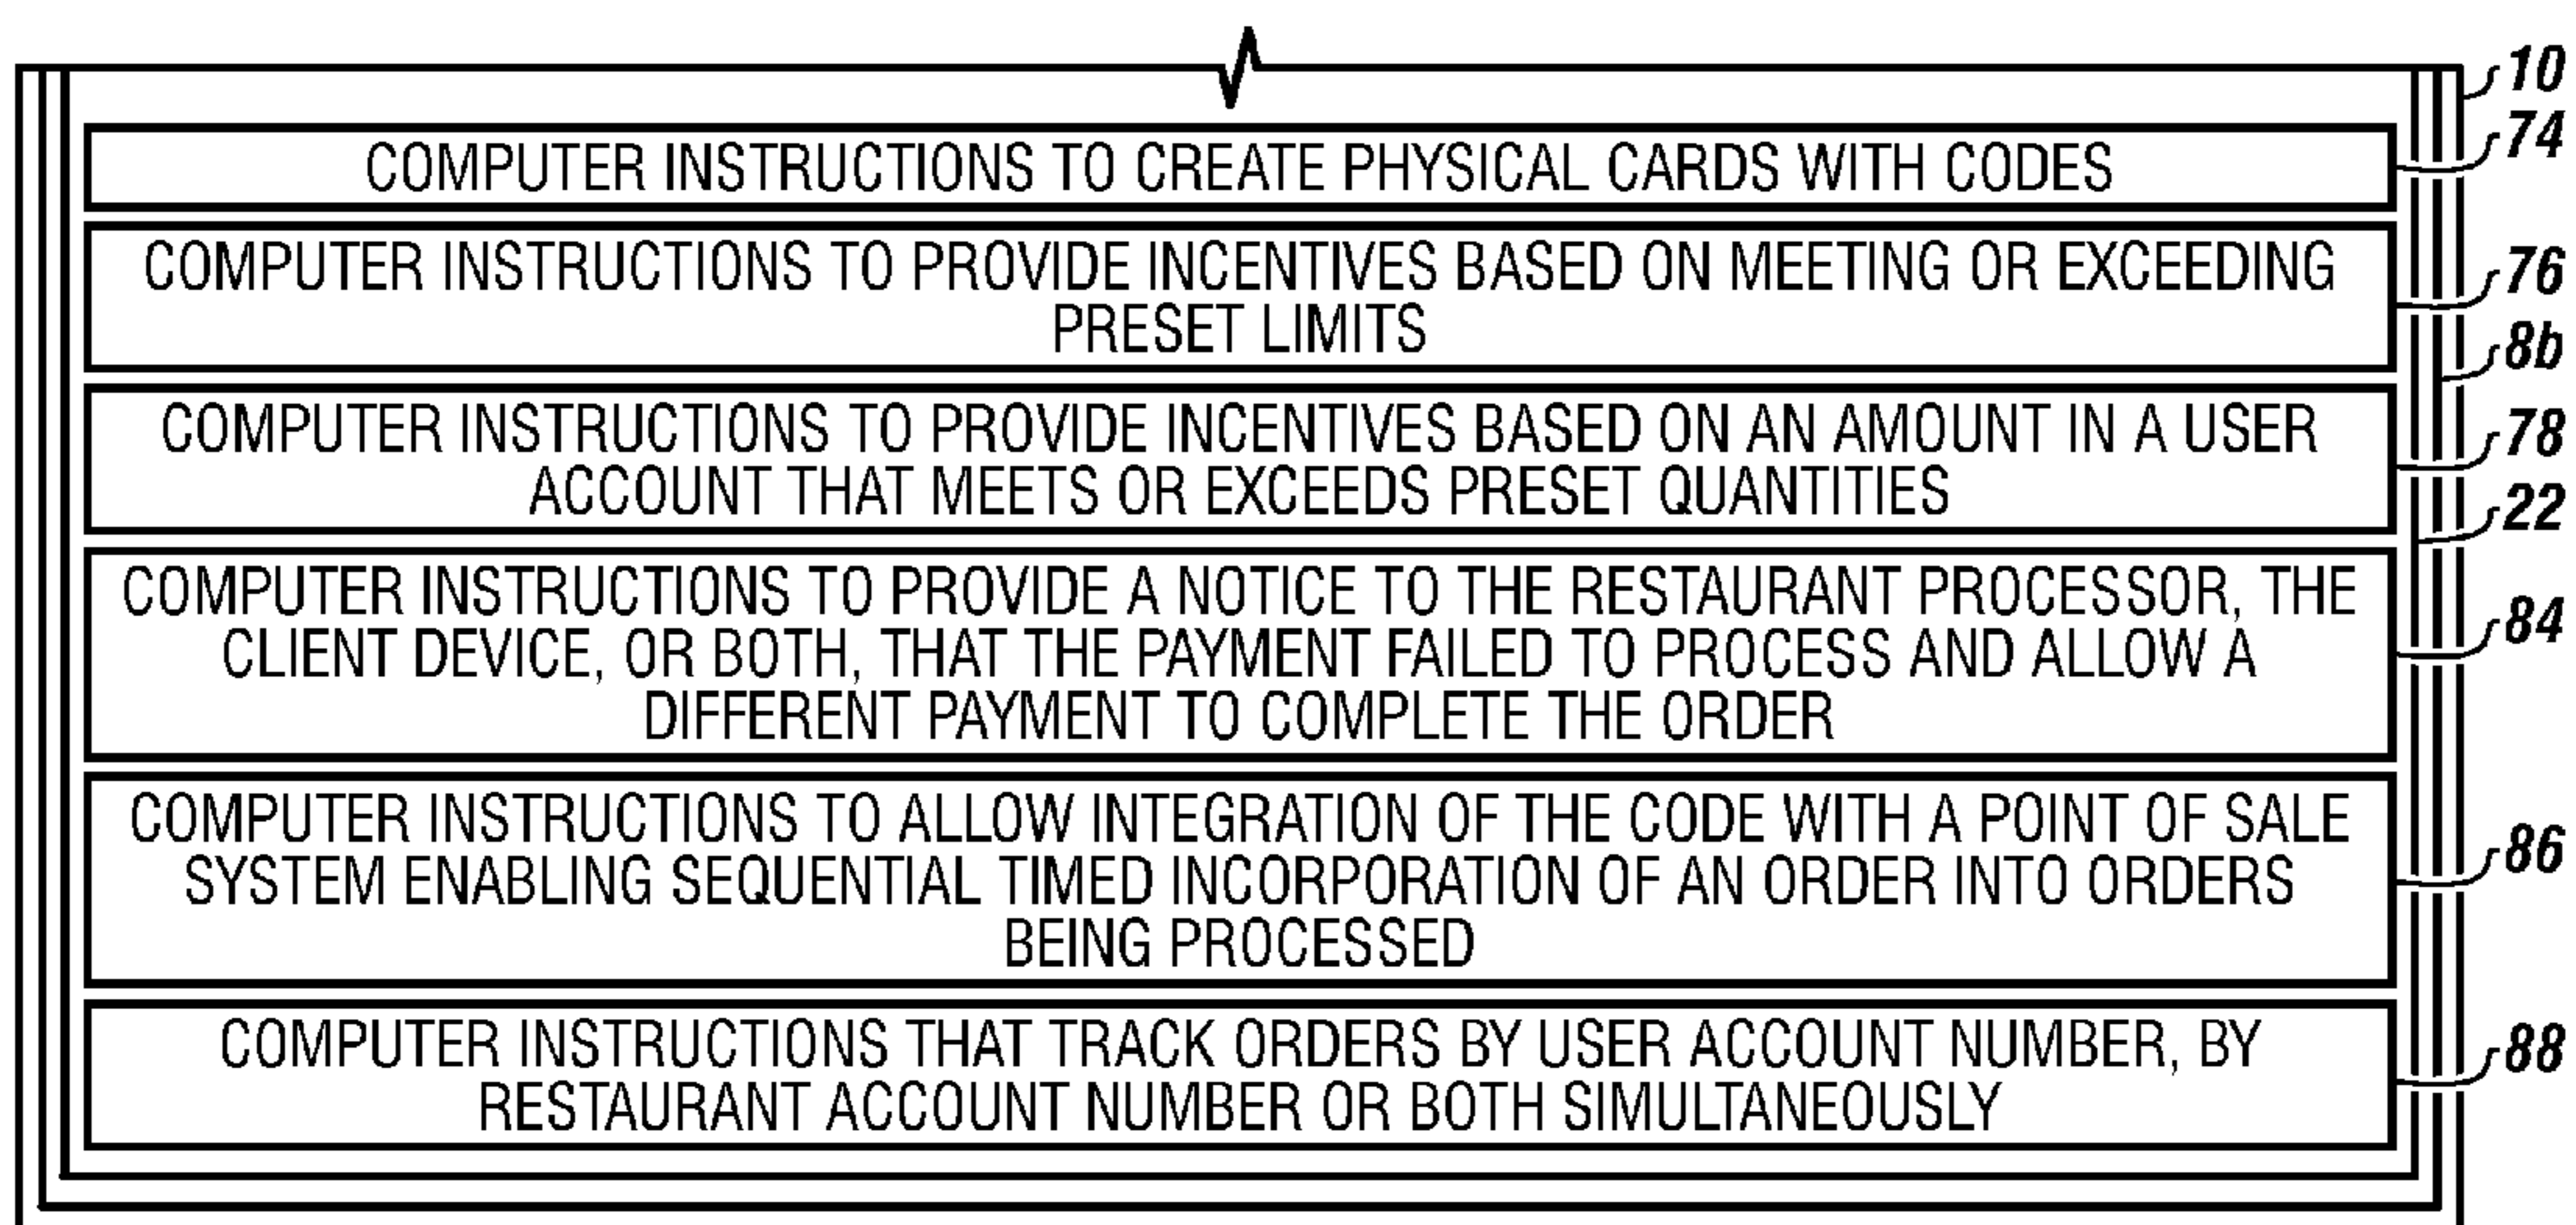 10
COMPUTER INSTRUCTIONS TO CREATE PHYSICAL CARDS WITH CODES
74
COMPUTER INSTRUCTIONS TO PROVIDE INCENTIVES BASED ON MEETING OR EXCEEDING
PRESET LIMITS
76
8b
COMPUTER INSTRUCTIONS TO PROVIDE INCENTIVES BASED ON AN AMOUNT IN A USER
ACCOUNT THAT MEETS OR EXCEEDS PRESET QUANTITIES
78
22
COMPUTER INSTRUCTIONS TO PROVIDE A NOTICE TO THE RESTAURANT PROCESSOR, THE
CLIENT DEVICE, OR BOTH, THAT THE PAYMENT FAILED TO PROCESS AND ALLOW A
DIFFERENT PAYMENT TO COMPLETE THE ORDER
84
COMPUTER INSTRUCTIONS TO ALLOW INTEGRATION OF THE CODE WITH A POINT OF SALE
SYSTEM ENABLING SEQUENTIAL TIMED INCORPORATION OF AN ORDER INTO ORDERS
BEING PROCESSED
86
COMPUTER INSTRUCTIONS THAT TRACK ORDERS BY USER ACCOUNT NUMBER, BY
RESTAURANT ACCOUNT NUMBER OR BOTH SIMULTANEOUSLY
88